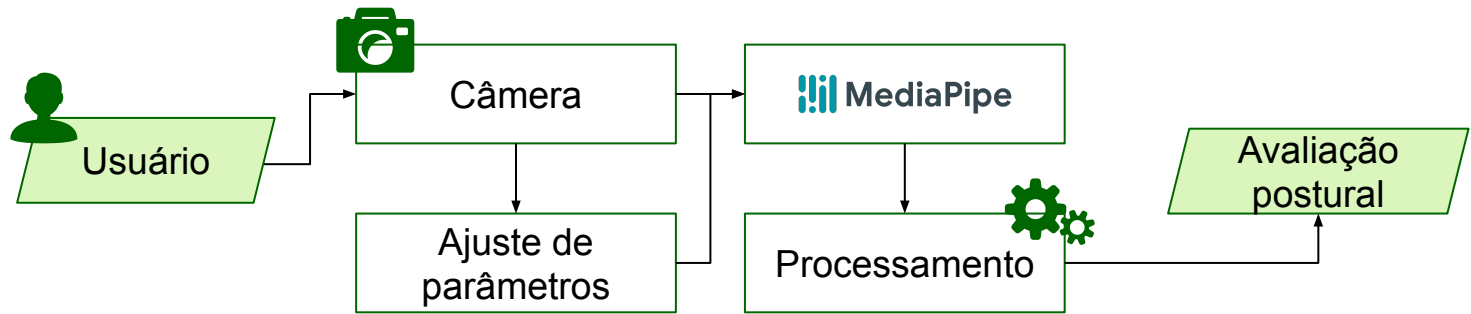 Usuário
Câmera
Ajuste de
parâmetros
MediaPipe
Processamento
Avaliação
postural